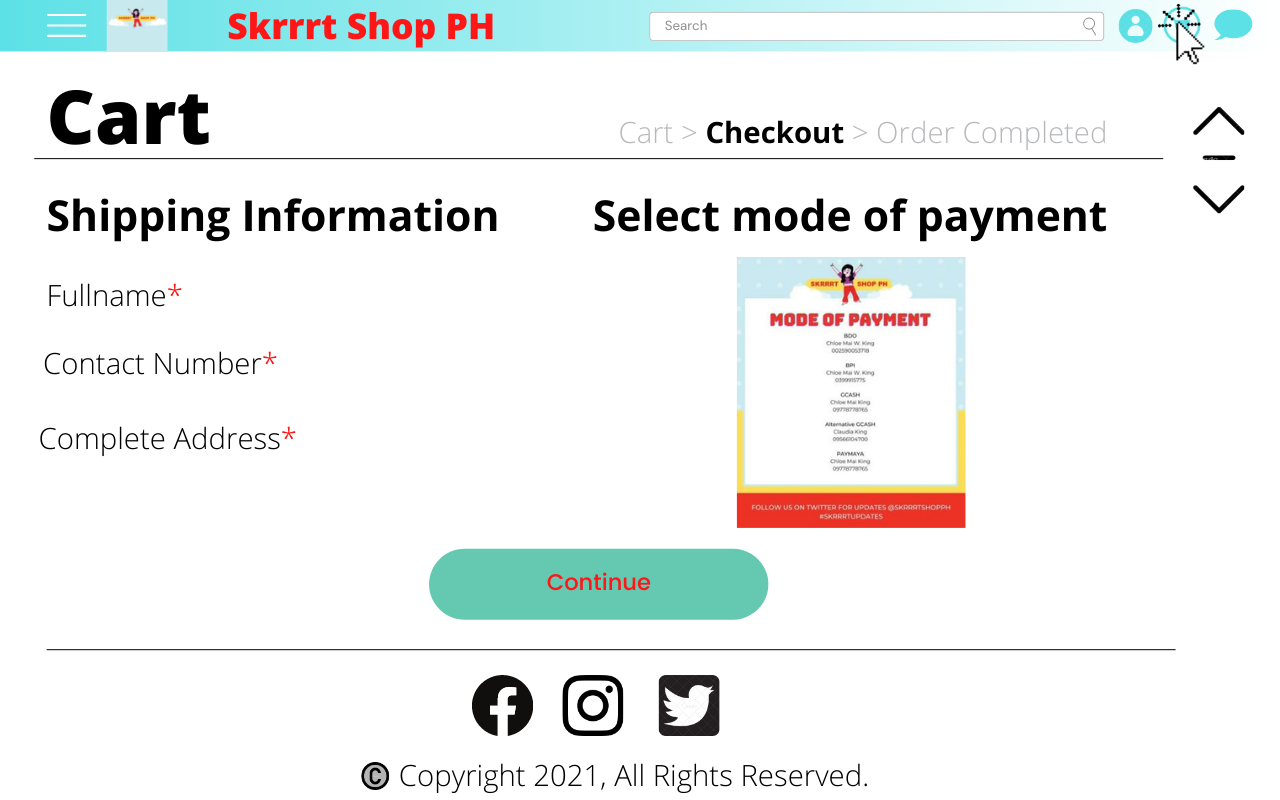 Skrrrt Shop PH
Search
Cart
Cart > Checkout > Order Completed
Shipping Information
Select mode of payment
Fullname*
Contact Number*
Complete Address*
SKRRRT SHOP PH
MODE OF PAYMENT
BDO
Chloe Mai W. King
002590053718
BPI
Chloe Mai W. King
0399915775
GCASH
Chloe Mai King
09778778765
Alternative GCASH
Claudia King
09566104700
PAYMAYA
Chloe Mai King
09778778765
FOLLOW US ON TWITTER FOR UPDATES @SKRRRTSHOPPH
#SKRRRTUPDATES
Continue
© Copyright 2021, All Rights Reserved.